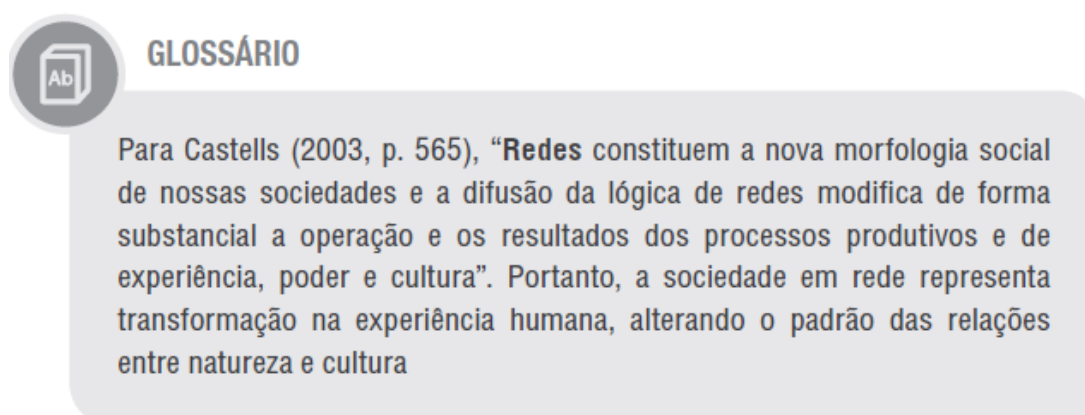 Ab
GLOSSÁRIO
Para Castells (2003, p. 565), “Redes constituem a nova morfologia social
de nossas sociedades e a difusão da lógica de redes modifica de forma
substancial a operação e os resultados dos processos produtivos e de
experiência, poder e cultura”. Portanto, a sociedade em rede representa
transformação na experiência humana, alterando o padrão das relações
entre natureza e cultura